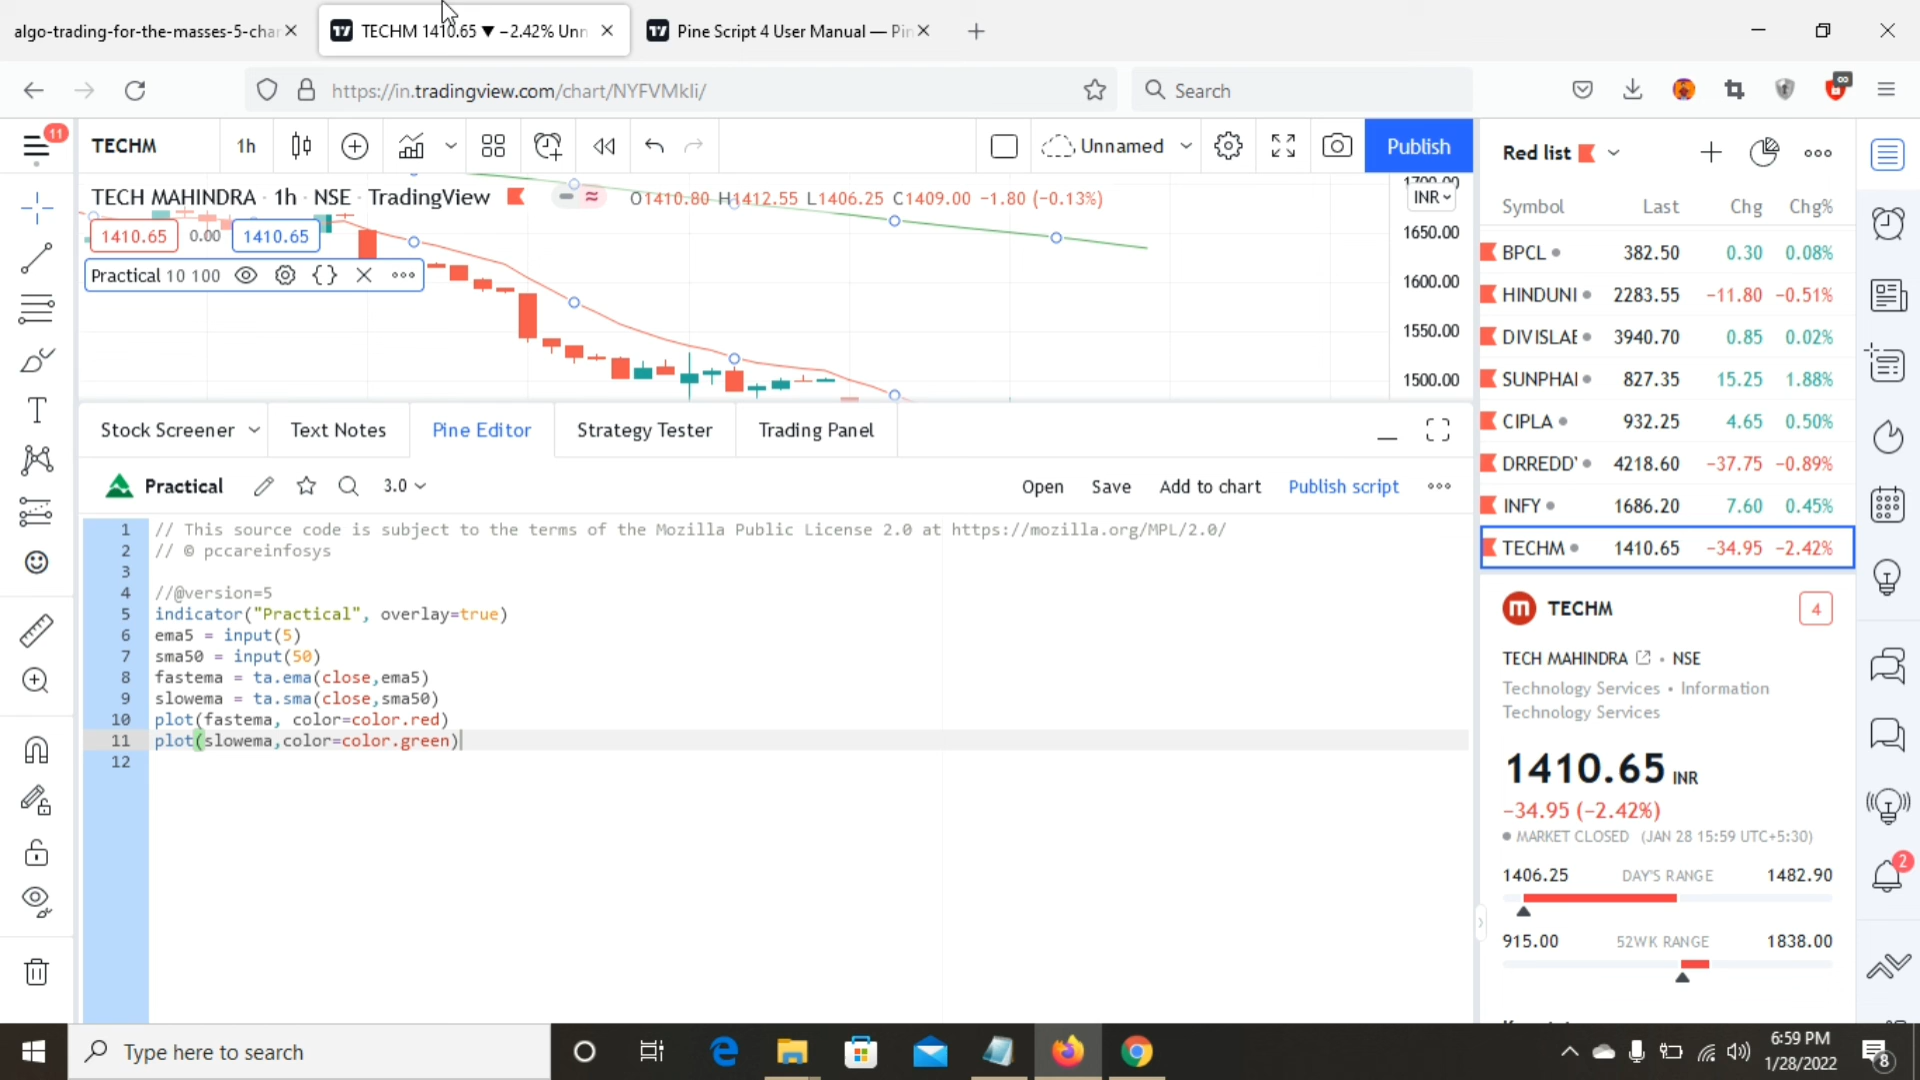 algo-trading-for-the-masses-5-char
TECHM 1410.65 ▼ −2.42% Unn
Pine Script 4 User Manual — Pin
https://in.tradingview.com/chart/NYFVMkIi/
Search
11
TECHM
1h
Unnamed
Publish
TECH MAHINDRA · 1h · NSE · TradingView
O1410.80 H1412.55 L1406.25 C1409.00 −1.80 (−0.13%)
1410.65 0.00 1410.65
Practical 10 100
1700.00
INR
1650.00
1600.00
1550.00
1500.00
Stock Screener
Text Notes
Pine Editor
Strategy Tester
Trading Panel
Practical
3.0
Open
Save
Add to chart
Publish script
1 // This source code is subject to the terms of the Mozilla Public License 2.0 at https://mozilla.org/MPL/2.0/
2 // © pccareinfosys
3
4 //@version=5
5 indicator("Practical", overlay=true)
6 ema5 = input(5)
7 sma50 = input(50)
8 fastema = ta.ema(close,ema5)
9 slowema = ta.sma(close,sma50)
10 plot(fastema, color=color.red)
11 plot(slowema,color=color.green)
12
Red list
Symbol Last Chg Chg%
BPCL 382.50 0.30 0.08%
HINDUNI 2283.55 −11.80 −0.51%
DIVISLAB 3940.70 0.85 0.02%
SUNPHAI 827.35 15.25 1.88%
CIPLA 932.25 4.65 0.50%
DRREDDY 4218.60 −37.75 −0.89%
INFY 1686.20 7.60 0.45%
TECHM 1410.65 −34.95 −2.42%
m TECHM 4
TECH MAHINDRA • NSE
Technology Services • Information
Technology Services
1410.65 INR
−34.95 (−2.42%)
MARKET CLOSED (JAN 28 15:59 UTC+5:30)
1406.25 DAY'S RANGE 1482.90
915.00 52WK RANGE 1838.00
2
Type here to search
6:59 PM
1/28/2022
8